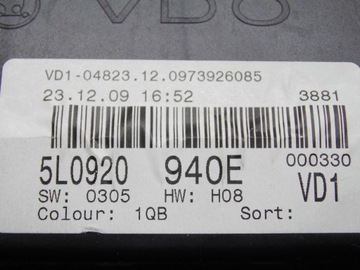 VDO
VD1-04823.12.0973926085
23.12.09 16:52 3881
5L0920 940E 000330
SW: 0305 HW: H08 VD1
Colour: 1QB Sort: